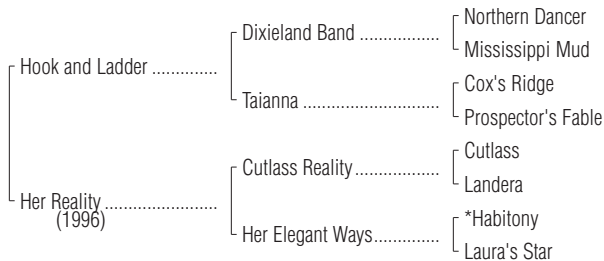 Northern Dancer
Dixieland Band ................
Mississippi Mud
Hook and Ladder .............
Cox's Ridge
Taianna ...........................
Prospector's Fable
Cutlass
Cutlass Reality .................
Landera
Her Reality ......................
(1996)
*Habitony
Her Elegant Ways.............
Laura's Star